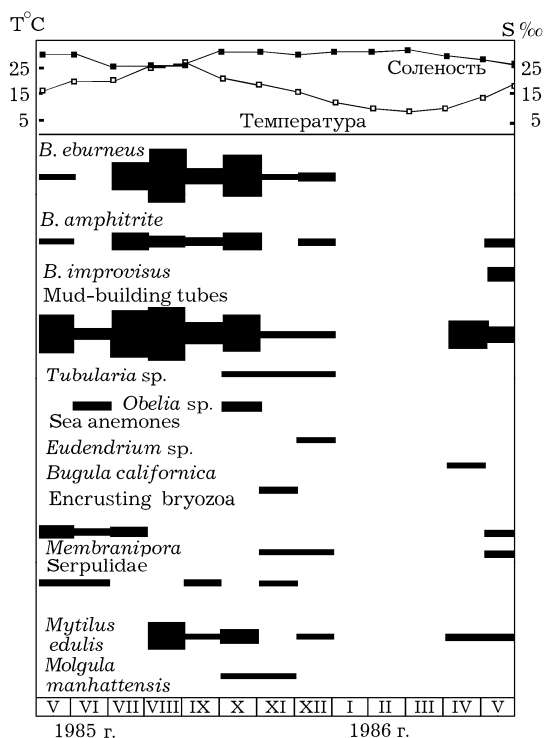 T°C S ‰
25 Соленость 25
15 15
5 Температура 5
B. eburneus
B. amphitrite
B. improvisus
Mud-building tubes
Tubularia sp.
Obelia sp.
Sea anemones
Eudendrium sp.
Bugula californica
Encrusting bryozoa
Membranipora
Serpulidae
Mytilus
edulis
Molgula
manhattensis
V VI VII VIII IX X XI XII I II III IV V
1985 г. 1986 г.